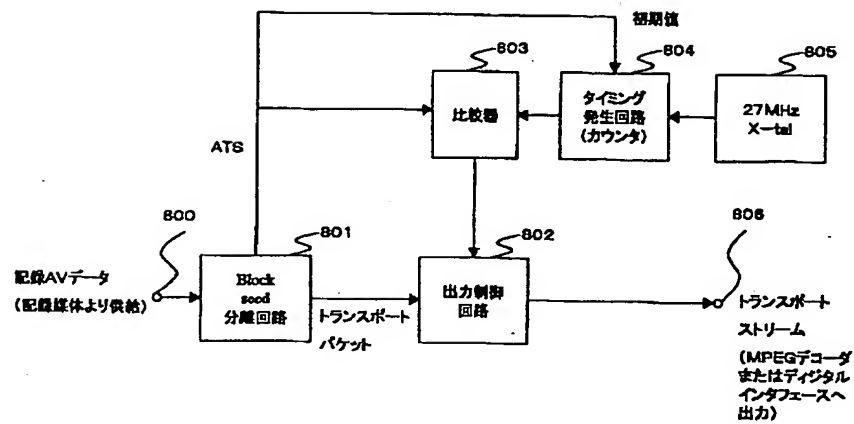 初期値
803
804
805
比較器
タイミング
発生回路
(カウンタ)
27MHz
X-tal
ATS
800
801
802
806
記録AVデータ
(記録媒体より供給)
Block
seed
分離回路
トランスポート
パケット
出力制御
回路
トランスポート
ストリーム
(MPEGデコーダ
またはディジタル
インタフェースへ
出力)